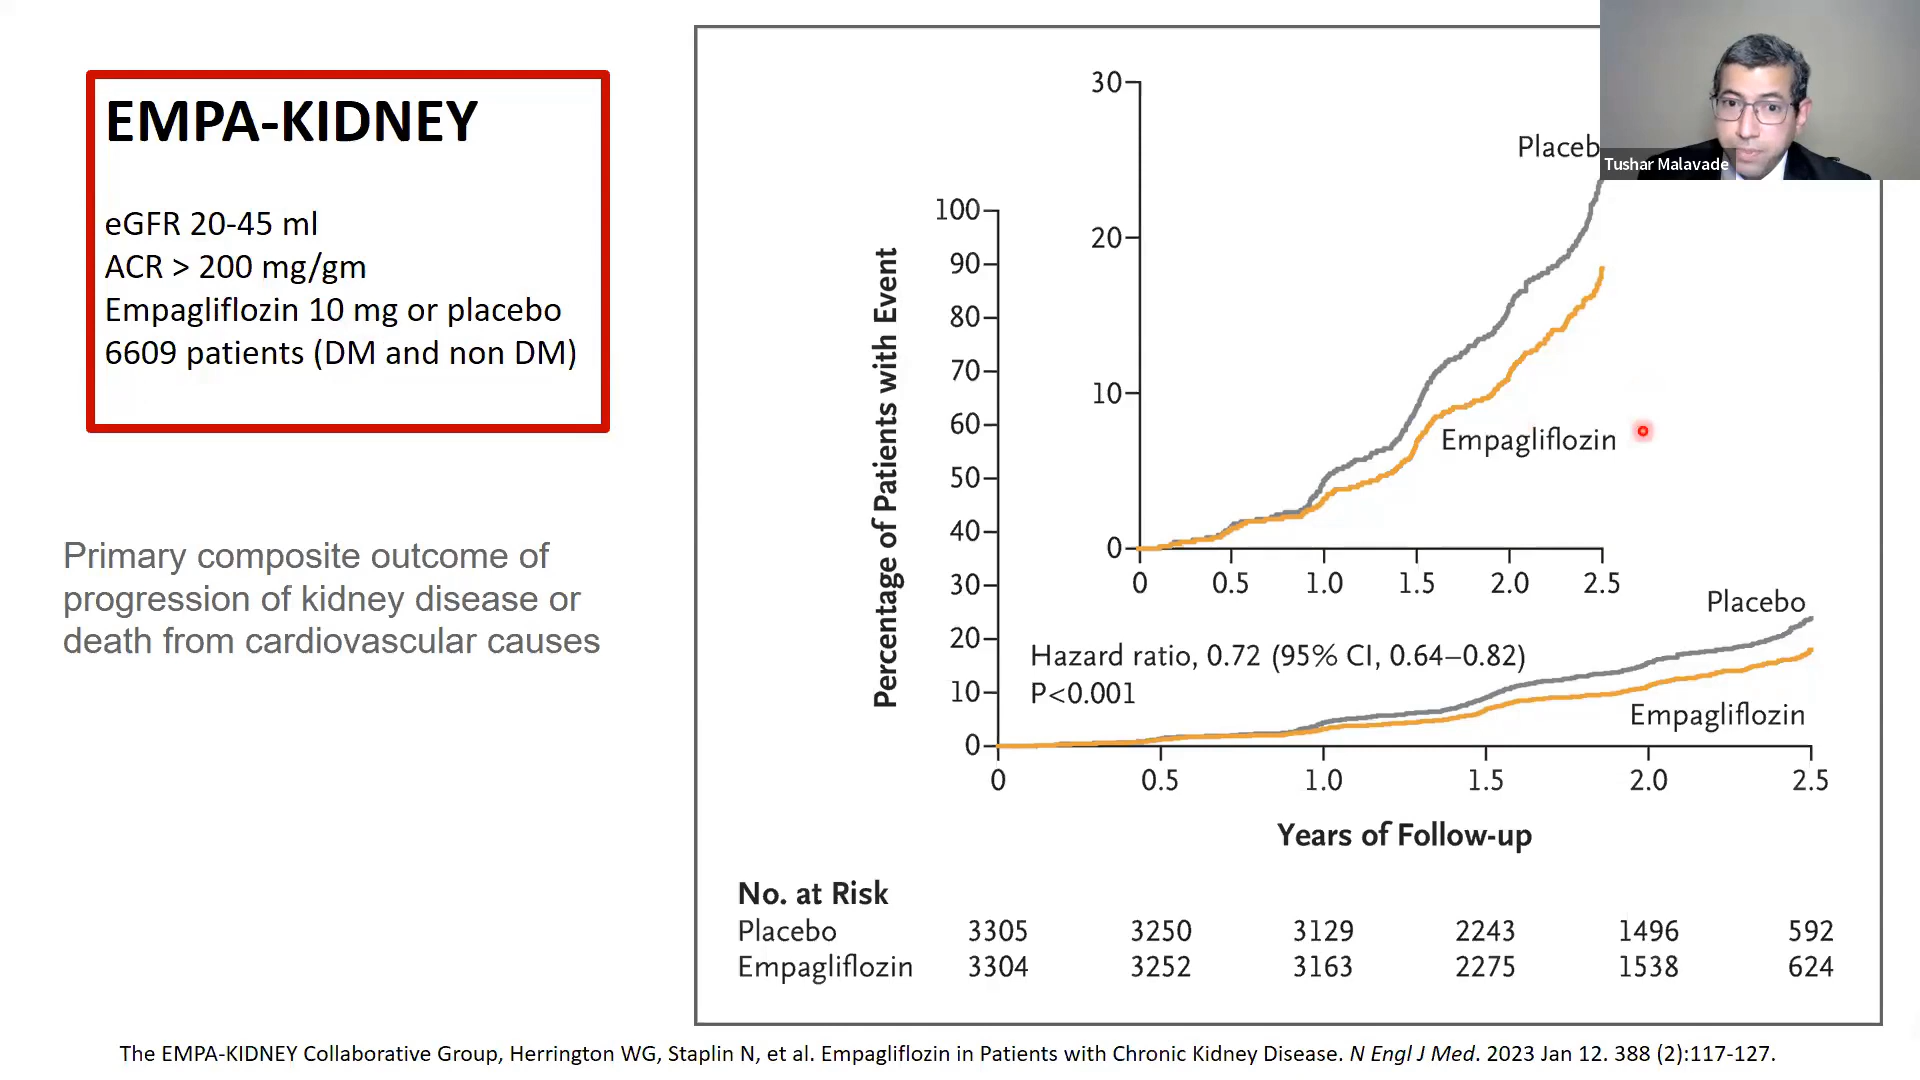 EMPA-KIDNEY
eGFR 20-45 ml
ACR > 200 mg/gm
Empagliflozin 10 mg or placebo
6609 patients (DM and non DM)
Primary composite outcome of
progression of kidney disease or
death from cardiovascular causes
Tushar Malavade
Percentage of Patients with Event
100
90
80
70
60
50
40
30
20
10
0
30
20
10
0
Placeb
Empagliflozin
0 0.5 1.0 1.5 2.0 2.5
Placebo
Hazard ratio, 0.72 (95% CI, 0.64–0.82)
P<0.001
Empagliflozin
0 0.5 1.0 1.5 2.0 2.5
Years of Follow-up
No. at Risk
Placebo 3305 3250 3129 2243 1496 592
Empagliflozin 3304 3252 3163 2275 1538 624
The EMPA-KIDNEY Collaborative Group, Herrington WG, Staplin N, et al. Empagliflozin in Patients with Chronic Kidney Disease. N Engl J Med. 2023 Jan 12. 388 (2):117-127.